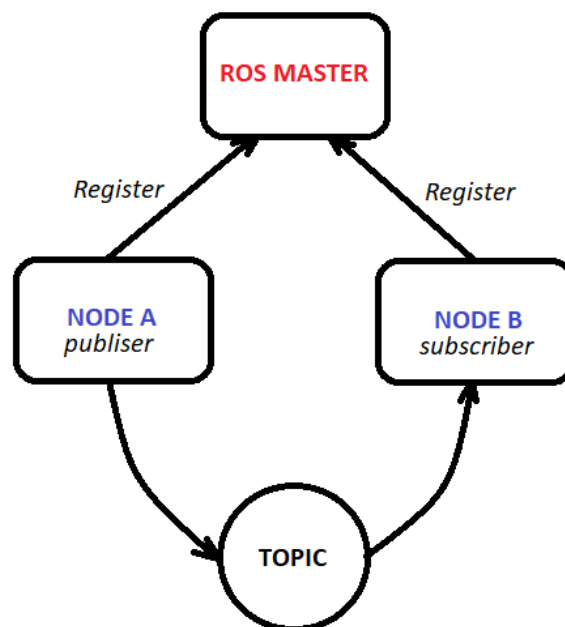 ROS MASTER
Register
Register
NODE A
publiser
NODE B
subscriber
TOPIC